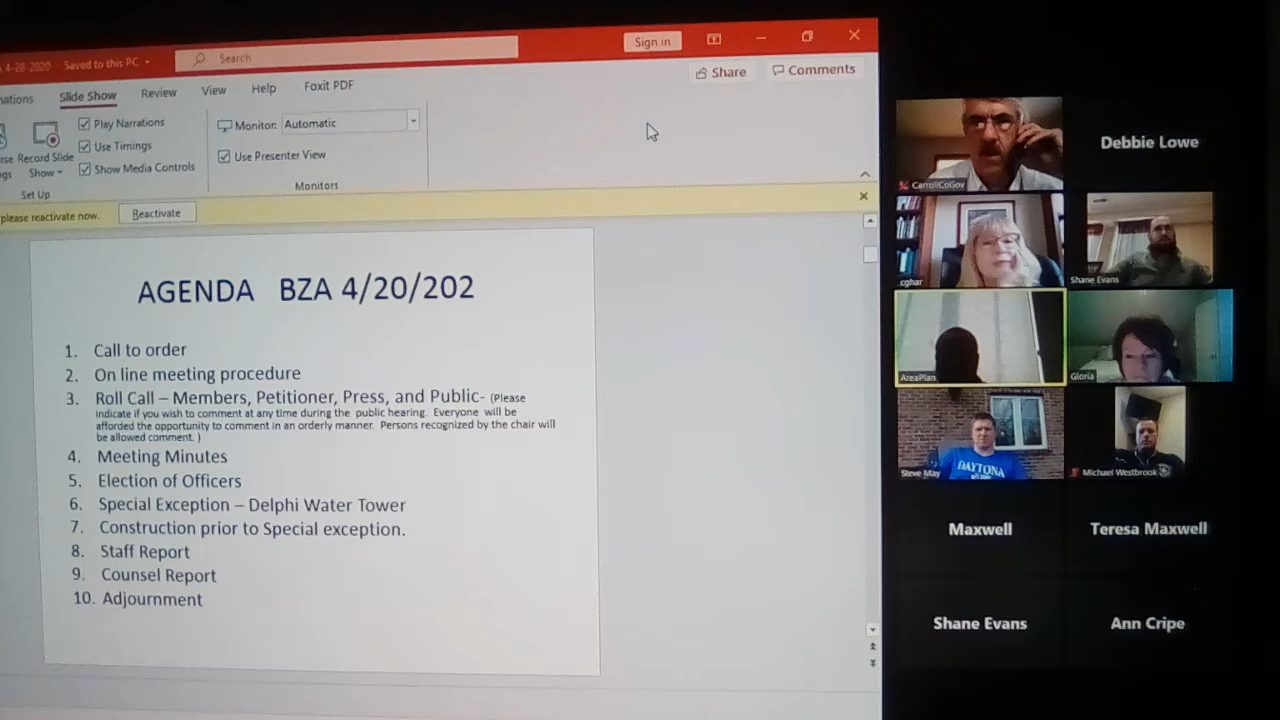 4-28-2020 - Saved to this PC
Search
Sign in
Slide Show
Review
View
Help
Foxit PDF
Share
Comments
Play Narrations
Use Timings
Show Media Controls
Record Slide
Show
Set Up
Monitor: Automatic
Use Presenter View
Monitors
please reactivate now.
Reactivate
AGENDA BZA 4/20/202
1. Call to order
2. On line meeting procedure
3. Roll Call – Members, Petitioner, Press, and Public- (Please
indicate if you wish to comment at any time during the public hearing. Everyone will be
afforded the opportunity to comment in an orderly manner. Persons recognized by the chair will
be allowed comment. )
4. Meeting Minutes
5. Election of Officers
6. Special Exception – Delphi Water Tower
7. Construction prior to Special exception.
8. Staff Report
9. Counsel Report
10. Adjournment
CarrollCoGov
Debbie Lowe
cghar
Shane Evans
AreaPlan
Gloria
Steve May
DAYTONA
Michael Westbrook
Maxwell
Teresa Maxwell
Shane Evans
Ann Cripe